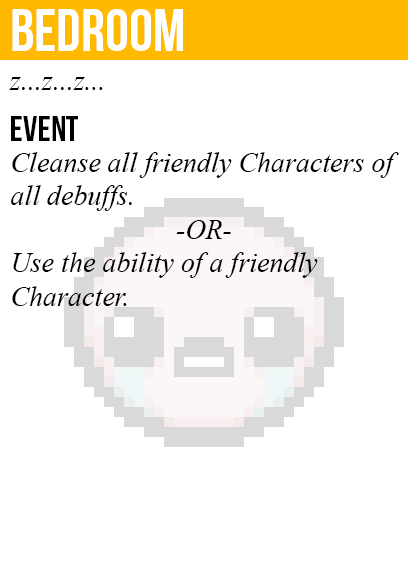 BEDROOM
z...z...z...
EVENT
Cleanse all friendly Characters of
all debuffs.
-OR-
Use the ability of a friendly
Character.